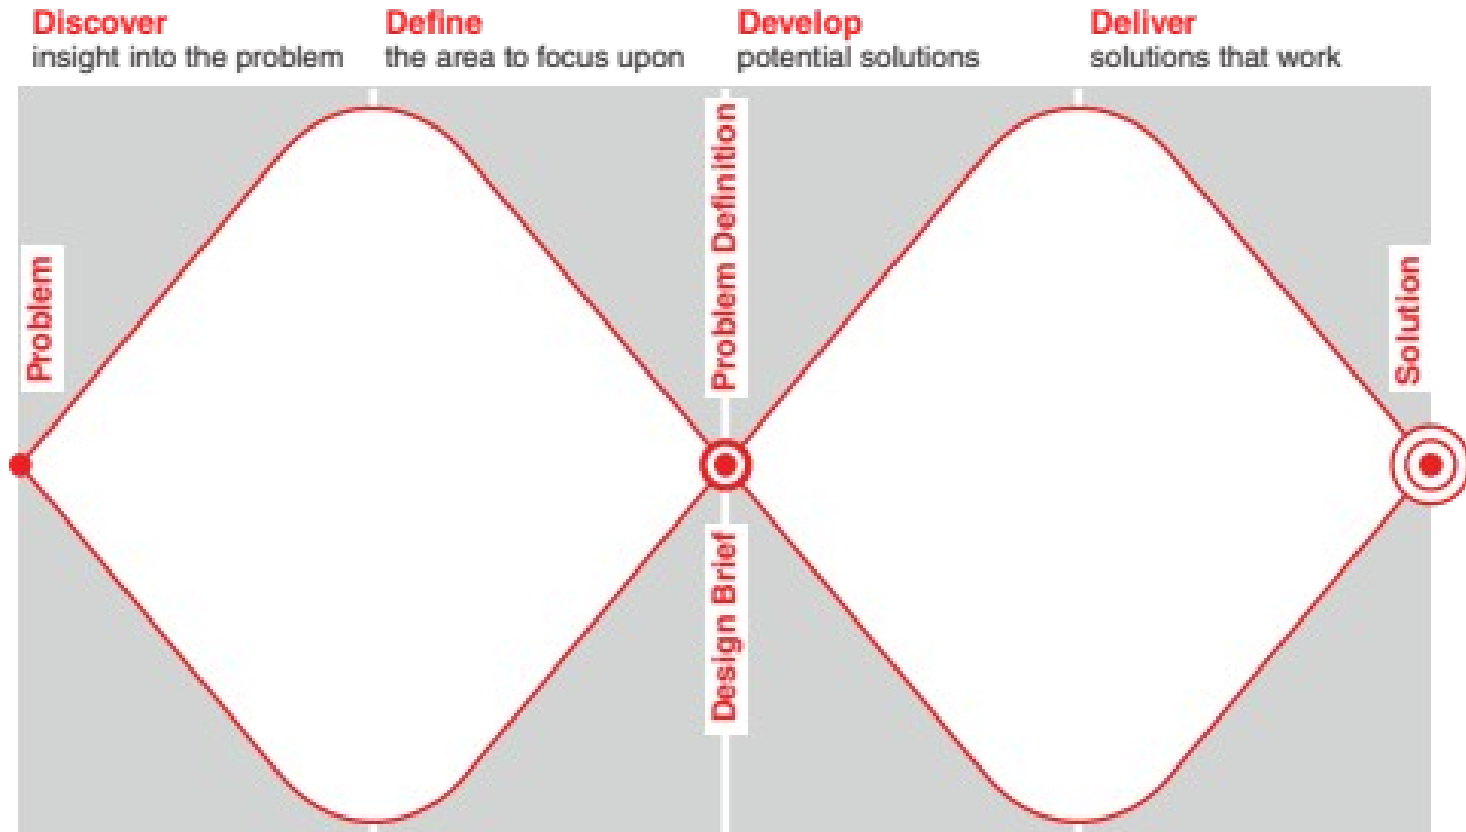 Discover
insight into the problem
Define
the area to focus upon
Develop
potential solutions
Deliver
solutions that work
Problem
Problem Definition
Design Brief
Solution